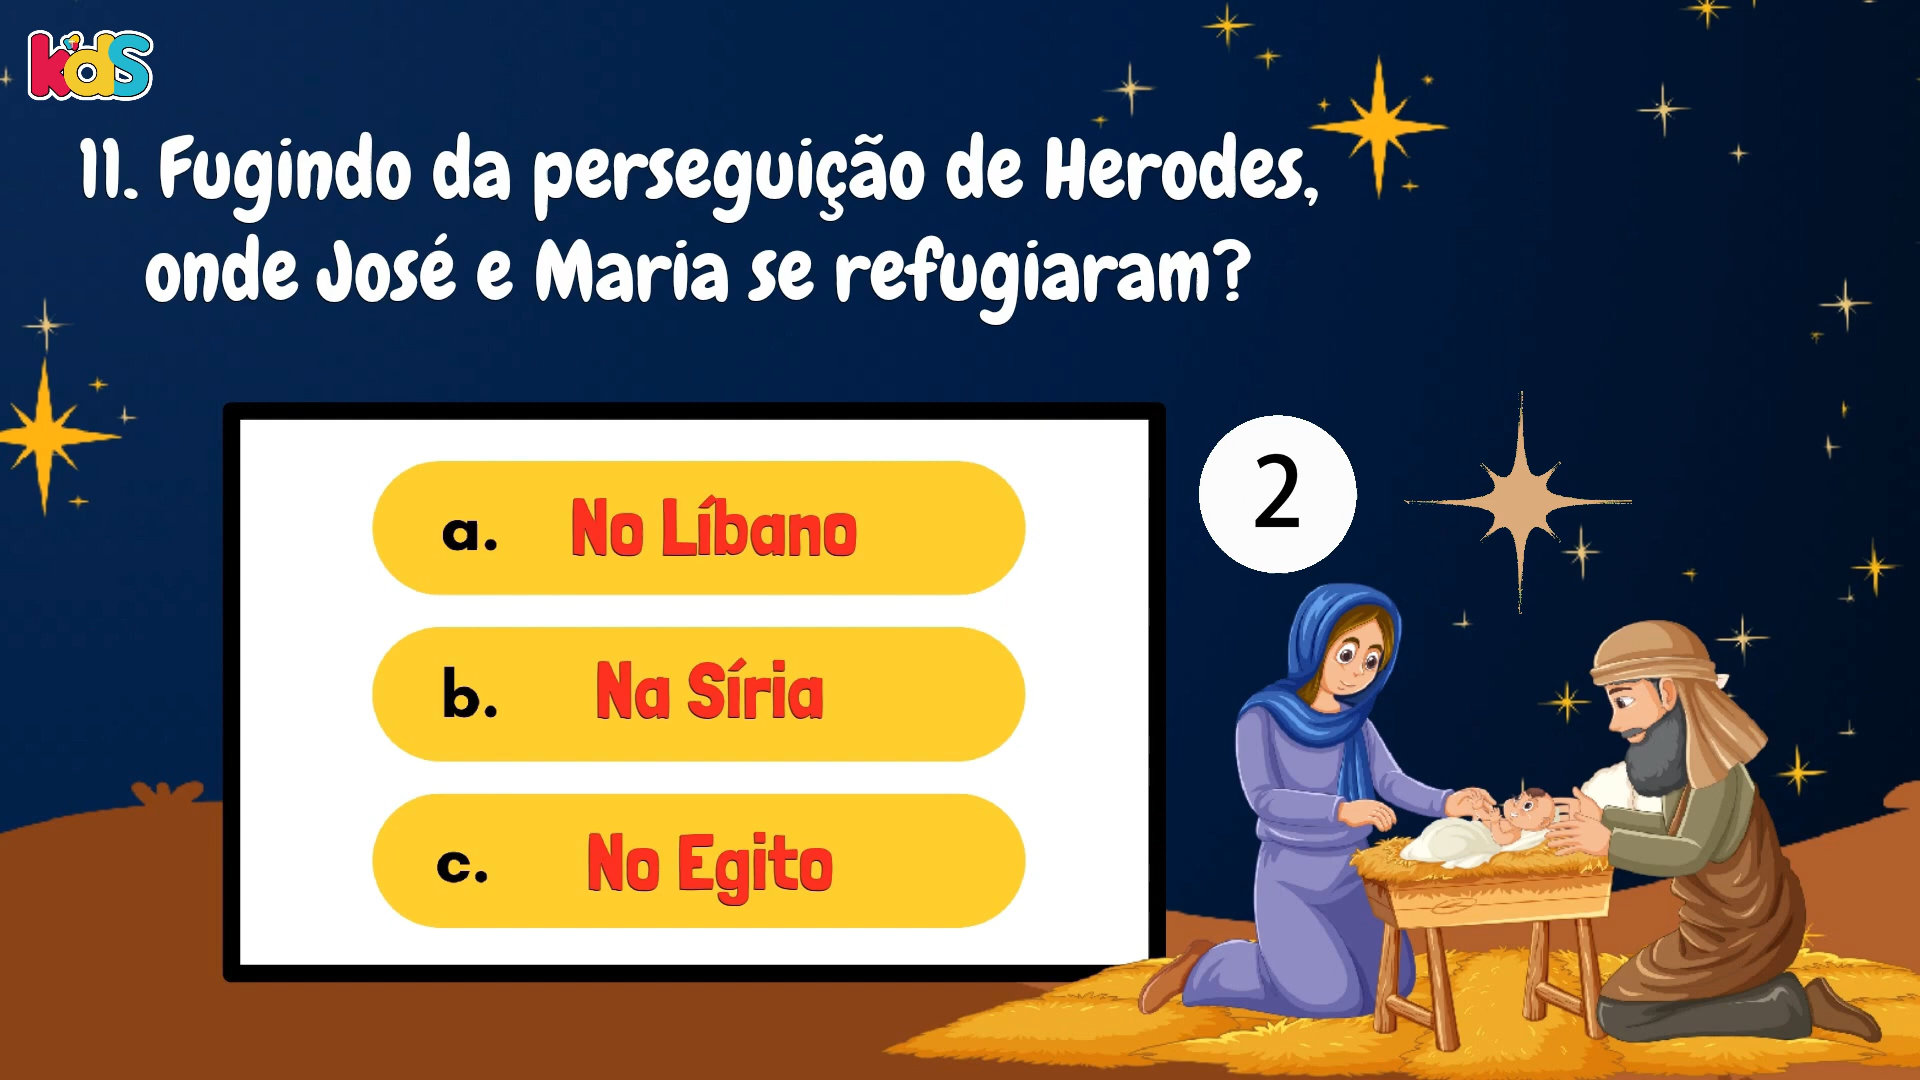 kids
11. Fugindo da perseguição de Herodes,
onde José e Maria se refugiaram?
a. No Líbano
2
b. Na Síria
c. No Egito